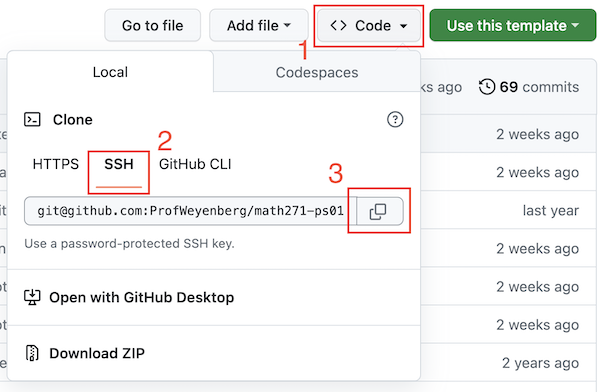 Go to file Add file <> Code Use this template
1
Local Codespaces
ks ago 69 commits
Clone
2 weeks ago
2
HTTPS SSH GitHub CLI
2 weeks ago
3
git@github.com:ProfWeyenberg/math271-ps01
last year
Use a password-protected SSH key.
2 weeks ago
Open with GitHub Desktop
2 weeks ago
2 weeks ago
Download ZIP
2 years ago